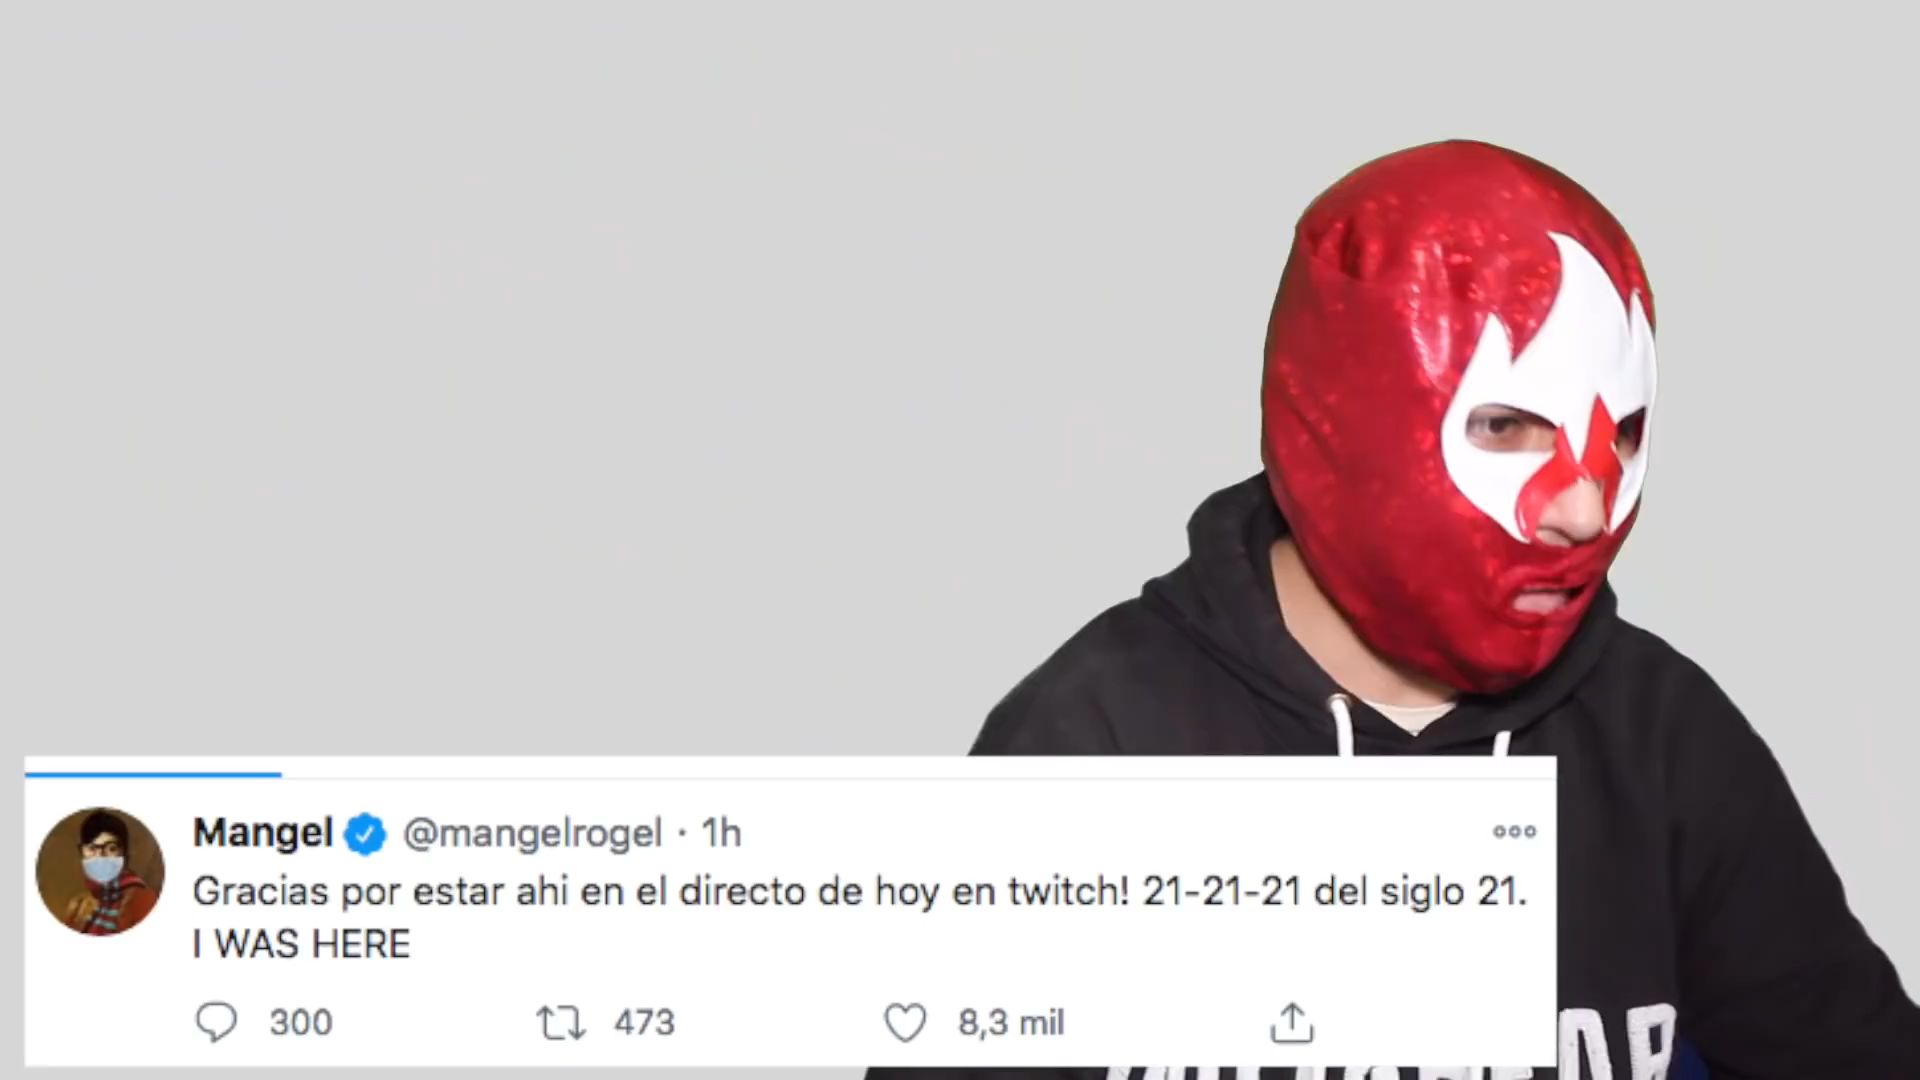 Mangel @mangelrogel · 1h
Gracias por estar ahi en el directo de hoy en twitch! 21-21-21 del siglo 21.
I WAS HERE
300 473 8,3 mil